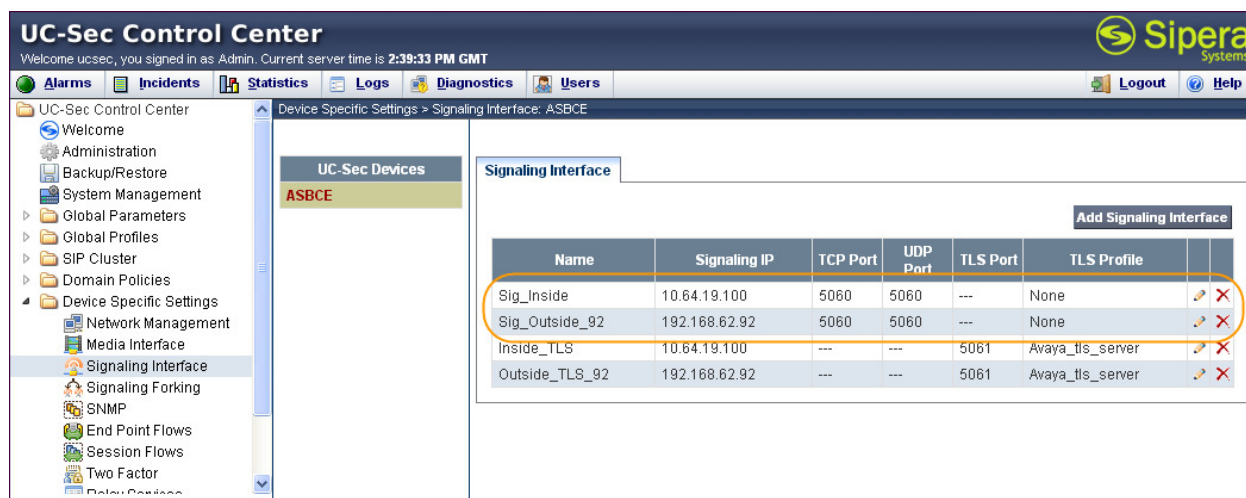 UC-Sec Control Center
Sipera
Systems
Welcome ucsec, you signed in as Admin. Current server time is 2:39:33 PM GMT
Alarms Incidents Statistics Logs Diagnostics Users Logout Help
UC-Sec Control Center
Welcome
Administration
Backup/Restore
System Management
Global Parameters
Global Profiles
SIP Cluster
Domain Policies
Device Specific Settings
Network Management
Media Interface
Signaling Interface
Signaling Forking
SNMP
End Point Flows
Session Flows
Two Factor
Relay Services
Device Specific Settings > Signaling Interface: ASBCE
UC-Sec Devices
ASBCE
Signaling Interface
Add Signaling Interface
Name Signaling IP TCP Port UDP Port TLS Port TLS Profile
Sig_Inside 10.64.19.100 5060 5060 --- None
Sig_Outside_92 192.168.62.92 5060 5060 --- None
Inside_TLS 10.64.19.100 --- --- 5061 Avaya_tls_server
Outside_TLS_92 192.168.62.92 --- --- 5061 Avaya_tls_server